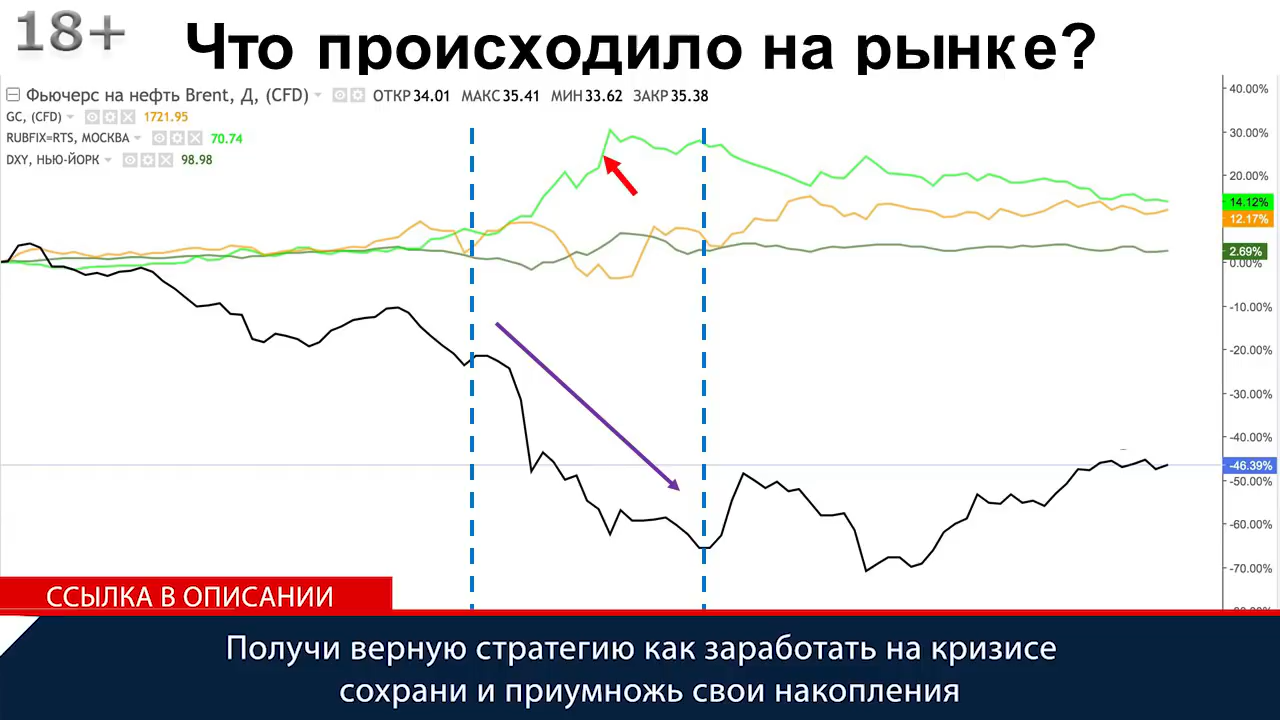 18+
Что происходило на рынке?
Фьючерс на нефть Brent, Д, (CFD) ОТКР 34.01 МАКС 35.41 МИН 33.62 ЗАКР 35.38
GC, (CFD) 1721.95
RUBFIX=RTS, МОСКВА 70.74
DXY, НЬЮ-ЙОРК 98.98
40.00%
30.00%
20.00%
14.12%
12.17%
2.69%
0.00%
-10.00%
-20.00%
-30.00%
-40.00%
-46.39%
-50.00%
-60.00%
-70.00%
ССЫЛКА В ОПИСАНИИ
Получи верную стратегию как заработать на кризисе
сохрани и приумножь свои накопления